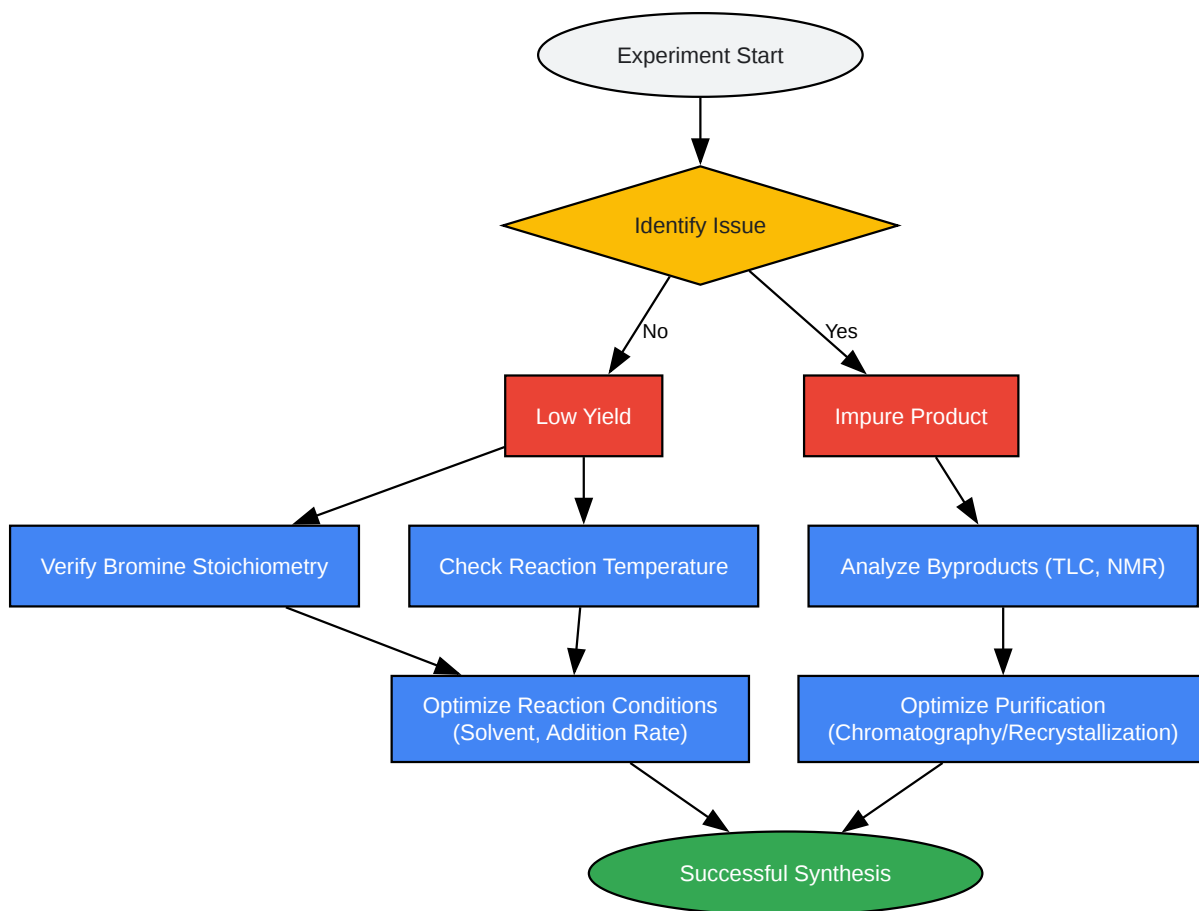 Experiment Start
Identify Issue
No
Yes
Low Yield
Impure Product
Verify Bromine Stoichiometry
Check Reaction Temperature
Analyze Byproducts (TLC, NMR)
Optimize Reaction Conditions
(Solvent, Addition Rate)
Optimize Purification
(Chromatography/Recrystallization)
Successful Synthesis